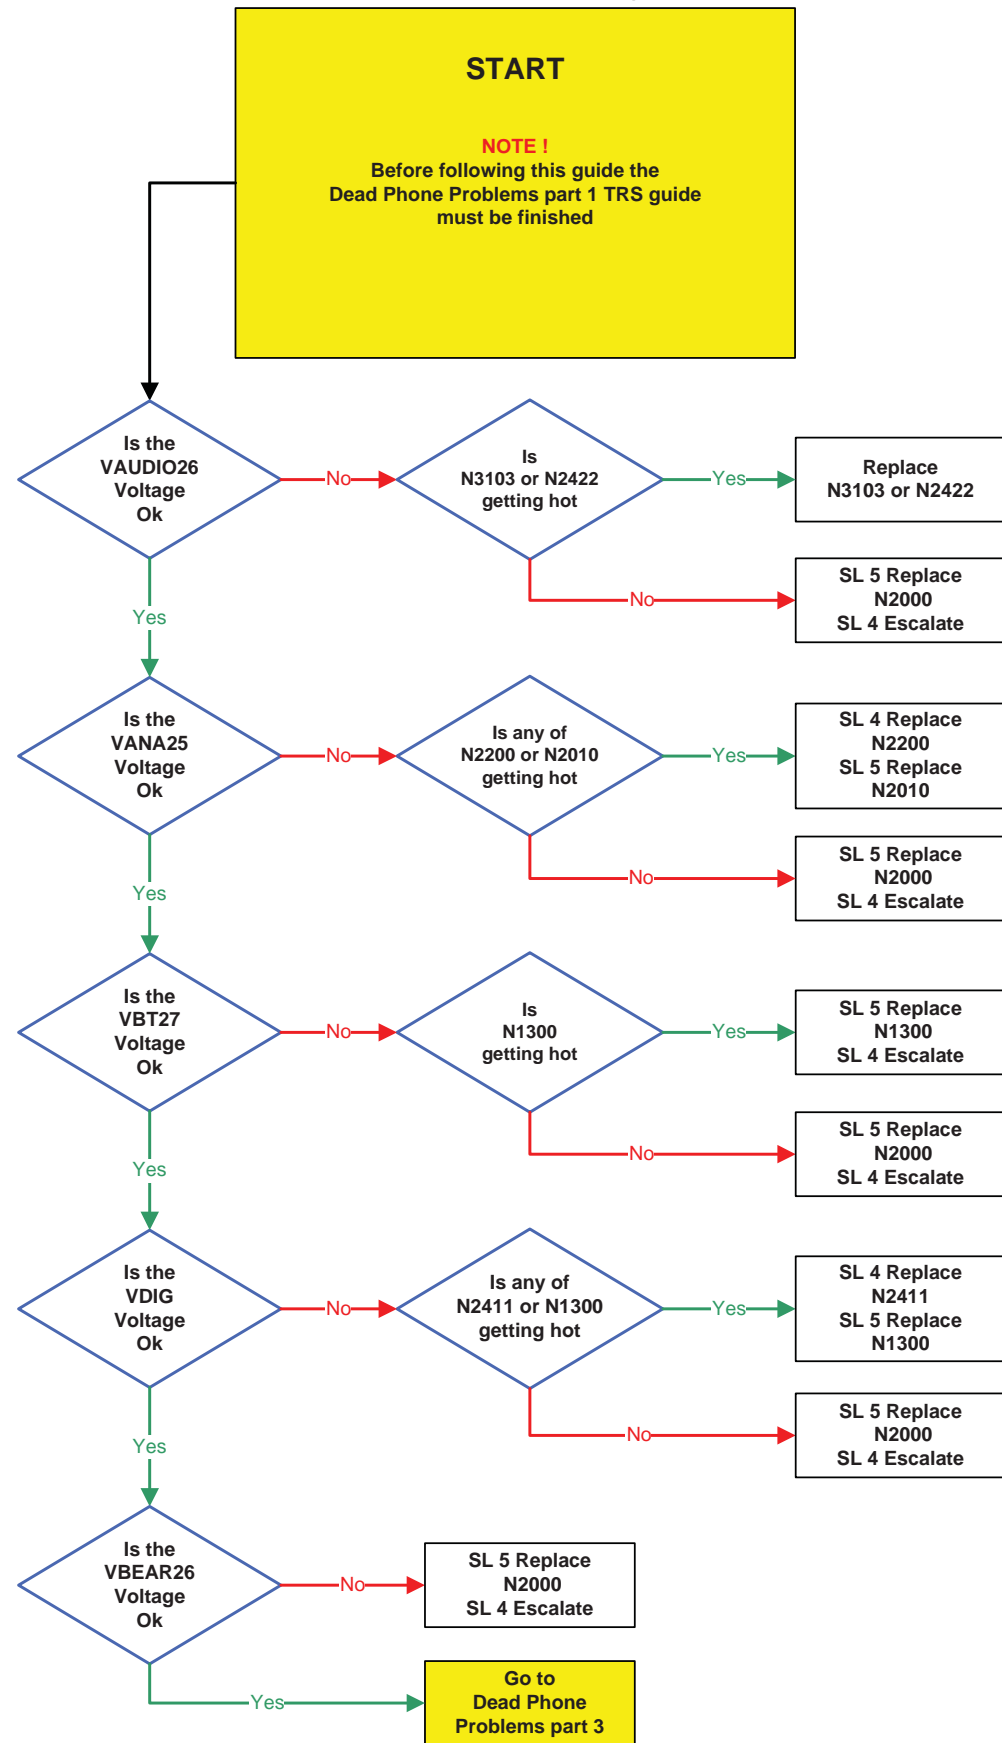 START
NOTE !
Before following this guide the
Dead Phone Problems part 1 TRS guide
must be finished
Is the
VAUDIO26
Voltage
Ok
No
Is
N3103 or N2422
getting hot
Yes
Replace
N3103 or N2422
No
SL 5 Replace
N2000
SL 4 Escalate
Yes
Is the
VANA25
Voltage
Ok
No
Is any of
N2200 or N2010
getting hot
Yes
SL 4 Replace
N2200
SL 5 Replace
N2010
No
SL 5 Replace
N2000
SL 4 Escalate
Yes
Is the
VBT27
Voltage
Ok
No
Is
N1300
getting hot
Yes
SL 5 Replace
N1300
SL 4 Escalate
No
SL 5 Replace
N2000
SL 4 Escalate
Yes
Is the
VDIG
Voltage
Ok
No
Is any of
N2411 or N1300
getting hot
Yes
SL 4 Replace
N2411
SL 5 Replace
N1300
No
SL 5 Replace
N2000
SL 4 Escalate
Yes
Is the
VBEAR26
Voltage
Ok
No
SL 5 Replace
N2000
SL 4 Escalate
Yes
Go to
Dead Phone
Problems part 3